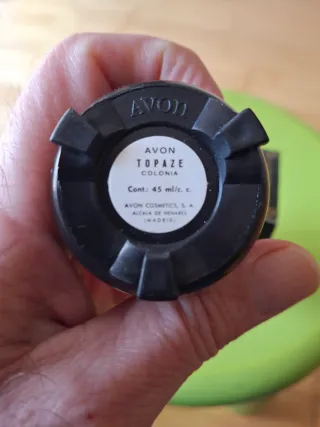 AVON
AVON
TOPAZE
COLONIA
Cont: 45 ml/c. c.
AVON COSMETICS, S. A.
ALCALA DE HENARES
(MADRID)